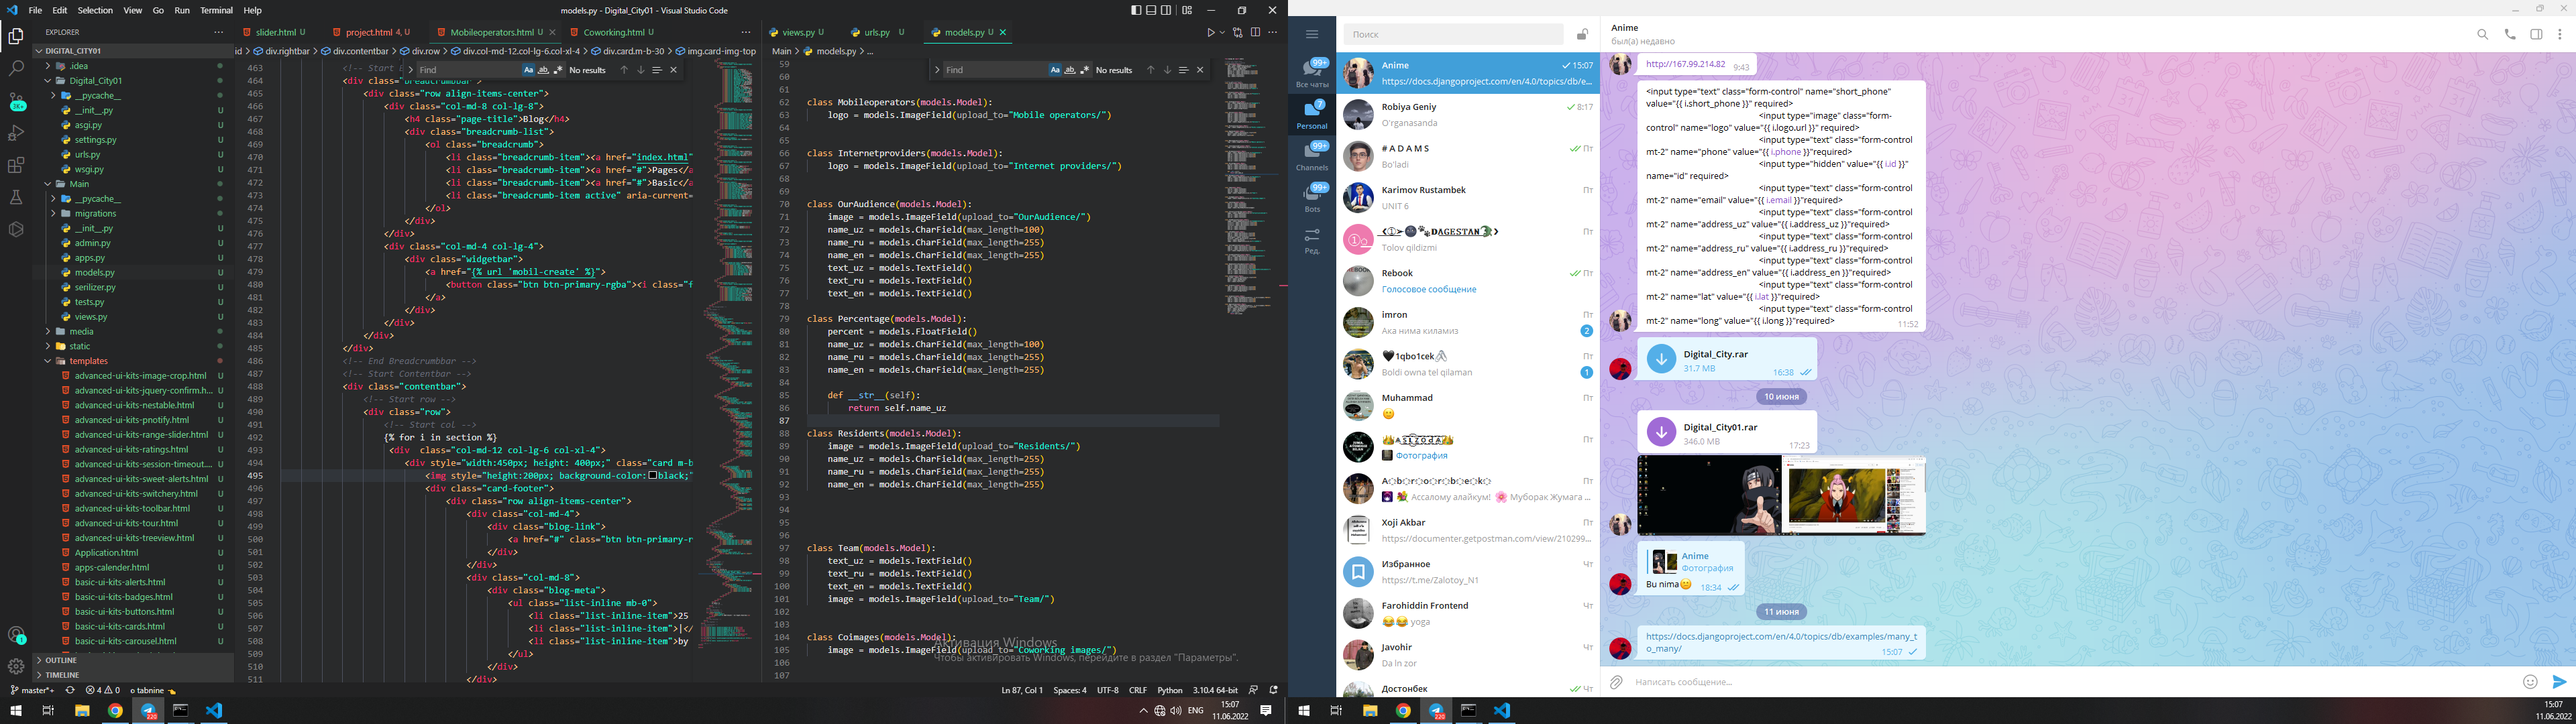 File Edit Selection View Go Run Terminal Help
models.py - Digital_City01 - Visual Studio Code
EXPLORER
DIGITAL_CITY01
.idea
Digital_City01
__pycache__
__init__.py U
asgi.py U
settings.py U
urls.py U
wsgi.py U
Main
__pycache__
migrations
__init__.py U
admin.py U
apps.py U
models.py U
serilizer.py U
tests.py U
views.py U
media
static
templates
advanced-ui-kits-image-crop.html U
advanced-ui-kits-jquery-confirm.h... U
advanced-ui-kits-nestable.html U
advanced-ui-kits-pnotify.html U
advanced-ui-kits-range-slider.html U
advanced-ui-kits-ratings.html U
advanced-ui-kits-session-timeout.... U
advanced-ui-kits-sweet-alerts.html U
advanced-ui-kits-switchery.html U
advanced-ui-kits-toolbar.html U
advanced-ui-kits-tour.html U
advanced-ui-kits-treeview.html U
Application.html U
apps-calender.html U
basic-ui-kits-alerts.html U
basic-ui-kits-badges.html U
basic-ui-kits-buttons.html U
basic-ui-kits-cards.html U
basic-ui-kits-carousel.html U
OUTLINE
TIMELINE
slider.html U project.html 4, U Mobileoperators.html U Coworking.html U
id > div.rightbar > div.contentbar > div.row > div.col-md-12.col-lg-6.col-xl-4 > div.card.m-b-30 > img.card-img-top
Find Aa ab No results
463 <!-- Start
464 <div class="breadcrumbbar">
465 <div class="row align-items-center">
466 <div class="col-md-8 col-lg-8">
467 <h4 class="page-title">Blog</h4>
468 <div class="breadcrumb-list">
469 <ol class="breadcrumb">
470 <li class="breadcrumb-item"><a href="index.html"
471 <li class="breadcrumb-item"><a href="#">Pages</a
472 <li class="breadcrumb-item"><a href="#">Basic</a
473 <li class="breadcrumb-item active" aria-current=
474 </ol>
475 </div>
476 </div>
477 <div class="col-md-4 col-lg-4">
478 <div class="widgetbar">
479 <a href="{% url 'mobil-create' %}">
480 <button class="btn btn-primary-rgba"><i class="f
481 </a>
482 </div>
483 </div>
484 </div>
485 </div>
486 <!-- End Breadcrumbbar -->
487 <!-- Start Contentbar -->
488 <div class="contentbar">
489 <!-- Start row -->
490 <div class="row">
491 <!-- Start col -->
492 {% for i in section %}
493 <div class="col-md-12 col-lg-6 col-xl-4">
494 <div style="width:450px; height: 400px;" class="card m-b
495 <img style="height:200px; background-color:black;"
496 <div class="card-footer">
497 <div class="row align-items-center">
498 <div class="col-md-4">
499 <div class="blog-link">
500 <a href="#" class="btn btn-primary-r
501 </div>
502 </div>
503 <div class="col-md-8">
504 <div class="blog-meta">
505 <ul class="list-inline mb-0">
506 <li class="list-inline-item">25
507 <li class="list-inline-item">|</
508 <li class="list-inline-item">by
509 </ul>
510 </div>
511 </div>
views.py U urls.py U models.py U
Main > models.py > ...
Find Aa ab No results
59
60
61
62 class Mobileoperators(models.Model):
63 logo = models.ImageField(upload_to="Mobile operators/")
64
65
66 class Internetproviders(models.Model):
67 logo = models.ImageField(upload_to="Internet providers/")
68
69
70 class OurAudience(models.Model):
71 image = models.ImageField(upload_to="OurAudience/")
72 name_uz = models.CharField(max_length=100)
73 name_ru = models.CharField(max_length=255)
74 name_en = models.CharField(max_length=255)
75 text_uz = models.TextField()
76 text_ru = models.TextField()
77 text_en = models.TextField()
78
79 class Percentage(models.Model):
80 percent = models.FloatField()
81 name_uz = models.CharField(max_length=100)
82 name_ru = models.CharField(max_length=255)
83 name_en = models.CharField(max_length=255)
84
85 def __str__(self):
86 return self.name_uz
87
88 class Residents(models.Model):
89 image = models.ImageField(upload_to="Residents/")
90 name_uz = models.CharField(max_length=255)
91 name_ru = models.CharField(max_length=255)
92 name_en = models.CharField(max_length=255)
93
94
95
96
97 class Team(models.Model):
98 text_uz = models.TextField()
99 text_ru = models.TextField()
100 text_en = models.TextField()
101 image = models.ImageField(upload_to="Team/")
102
103
104 class Coimages(models.Model):
105 image = models.ImageField(upload_to="Coworking images/")
106
107
Активация Windows
Чтобы активировать Windows, перейдите в раздел "Параметры".
master*+ 4 0 tabnine
Ln 87, Col 1 Spaces: 4 UTF-8 CRLF Python 3.10.4 64-bit
220
ENG 15:07
11.06.2022
99+
Все чаты
7
Personal
99+
Channels
99+
Bots
Ред.
Поиск
Anime 15:07
https://docs.djangoproject.com/en/4.0/topics/db/e...
Robiya Geniy 8:17
O'rganasanda
# A D A M S Пт
Bo'ladi
Karimov Rustambek Пт
UNIT 6
DAGESTAN Пт
Tolov qildizmi
Rebook Пт
Голосовое сообщение
imron Пт
Ака нима киламиз 2
🖤1qbo1cek Пт
Boldi owna tel qilaman 1
Muhammad Пт
Пт
Фотография
Abrorbek Пт
Ассалому алайкум! 🌸 Муборак Жумага ...
Xoji Akbar Пт
https://documenter.getpostman.com/view/210299...
Избранное Чт
https://t.me/Zalotoy_N1
Farohiddin Frontend Чт
😂😂 yoga
Javohir Чт
Da In zor
Достонбек Чт
Anime
был(а) недавно
http://167.99.214.82 9:43
<input type="text" class="form-control" name="short_phone"
value="{{ i.short_phone }}" required>
<input type="image" class="form-
control" name="logo" value="{{ i.logo.url }}" required>
<input type="text" class="form-control
mt-2" name="phone" value="{{ i.phone }}"required>
<input type="hidden" value="{{ i.id }}"
name="id" required>
<input type="text" class="form-control
mt-2" name="email" value="{{ i.email }}"required>
<input type="text" class="form-control
mt-2" name="address_uz" value="{{ i.address_uz }}"required>
<input type="text" class="form-control
mt-2" name="address_ru" value="{{ i.address_ru }}"required>
<input type="text" class="form-control
mt-2" name="address_en" value="{{ i.address_en }}"required>
<input type="text" class="form-control
mt-2" name="lat" value="{{ i.lat }}"required>
<input type="text" class="form-control
mt-2" name="long" value="{{ i.long }}"required>
11:52
Digital_City.rar
31.7 MB
16:38
10 июня
Digital_City01.rar
346.0 MB
17:23
Anime
Фотография
Bu nima 18:34
11 июня
https://docs.djangoproject.com/en/4.0/topics/db/examples/many_t
o_many/
15:07
Написать сообщение...
220
15:07
11.06.2022